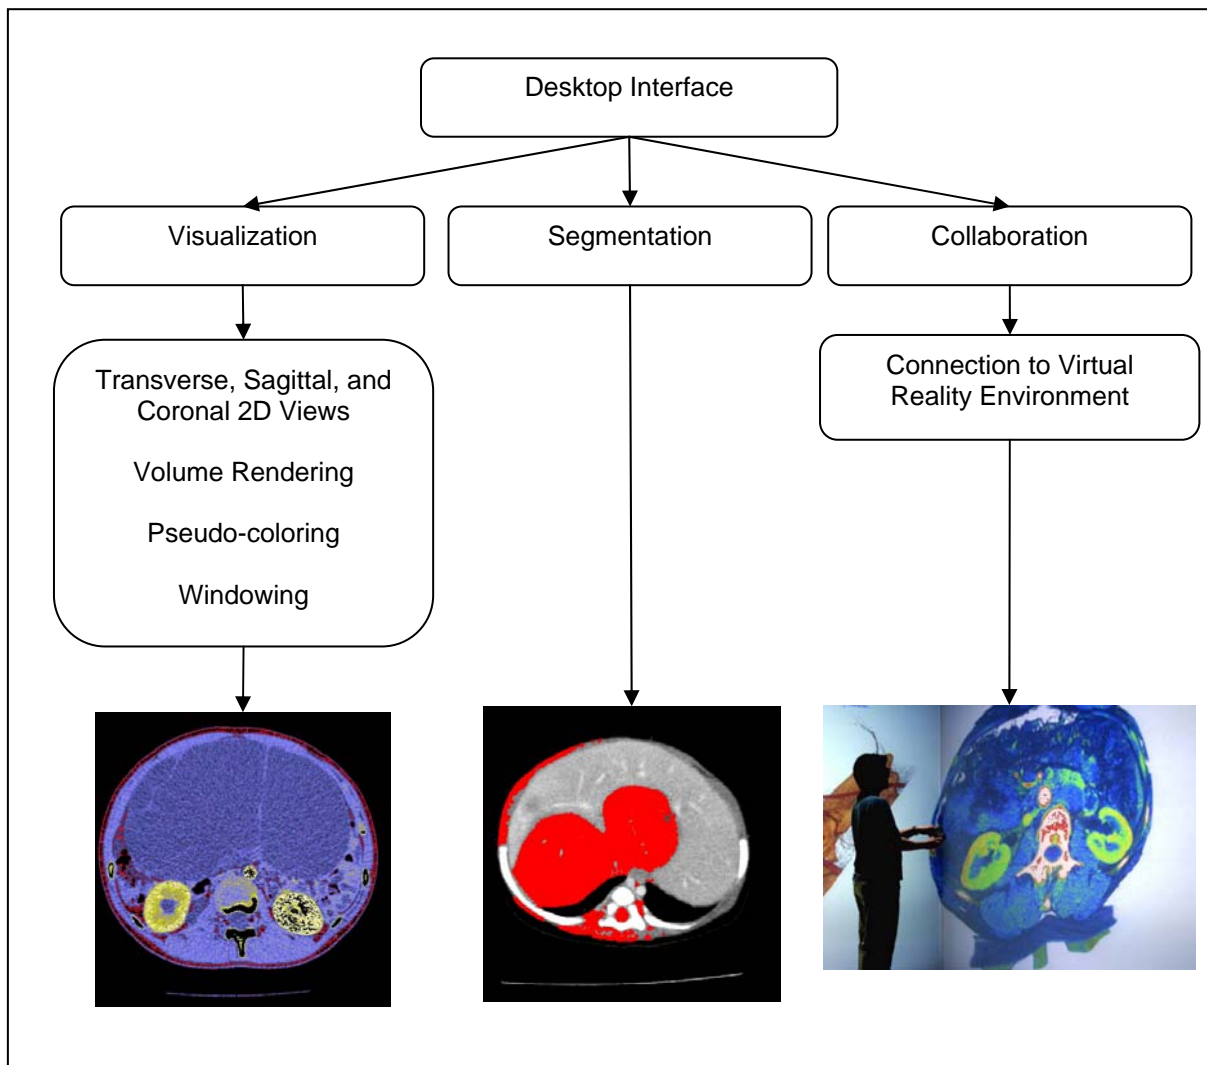 Desktop Interface
Visualization
Segmentation
Collaboration
Transverse, Sagittal, and
Coronal 2D Views
Volume Rendering
Pseudo-coloring
Windowing
Connection to Virtual
Reality Environment